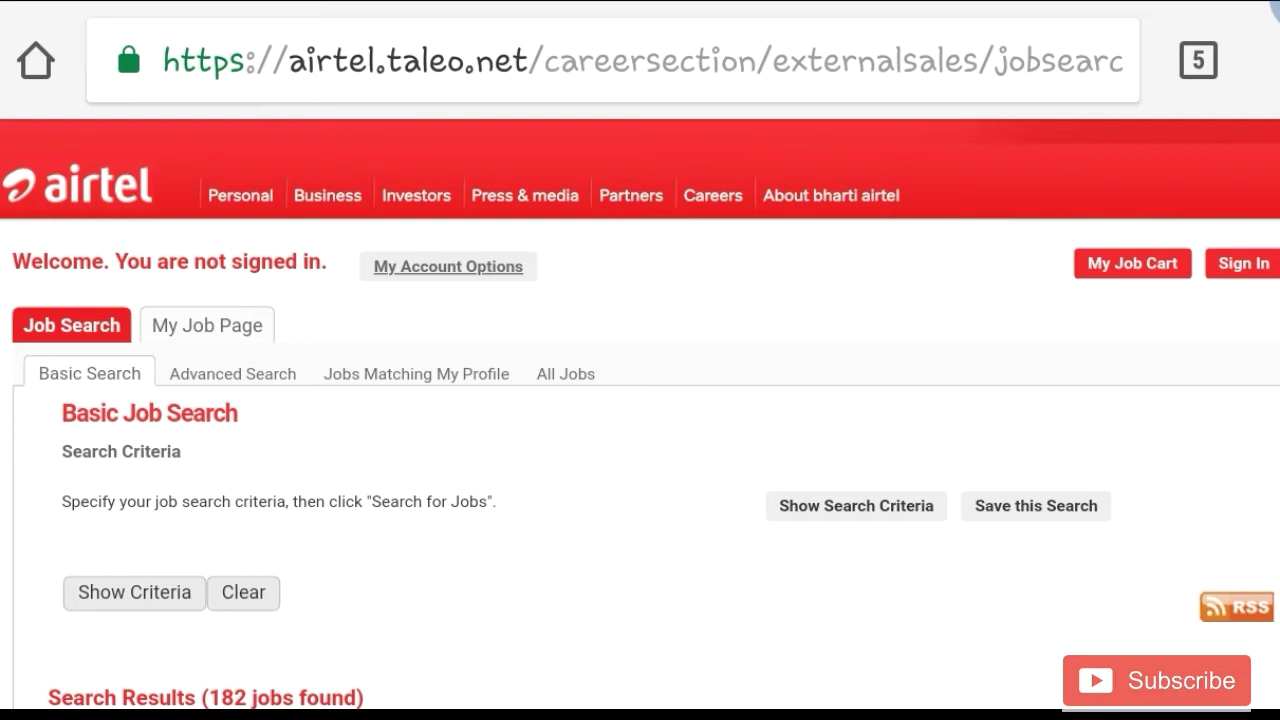 https://airtel.taleo.net/careersection/externalsales/jobsearc
5
airtel
Personal Business Investors Press & media Partners Careers About bharti airtel
Welcome. You are not signed in. My Account Options My Job Cart Sign In
Job Search My Job Page
Basic Search Advanced Search Jobs Matching My Profile All Jobs
Basic Job Search
Search Criteria
Specify your job search criteria, then click "Search for Jobs". Show Search Criteria Save this Search
Show Criteria Clear
RSS
Subscribe
Search Results (182 jobs found)